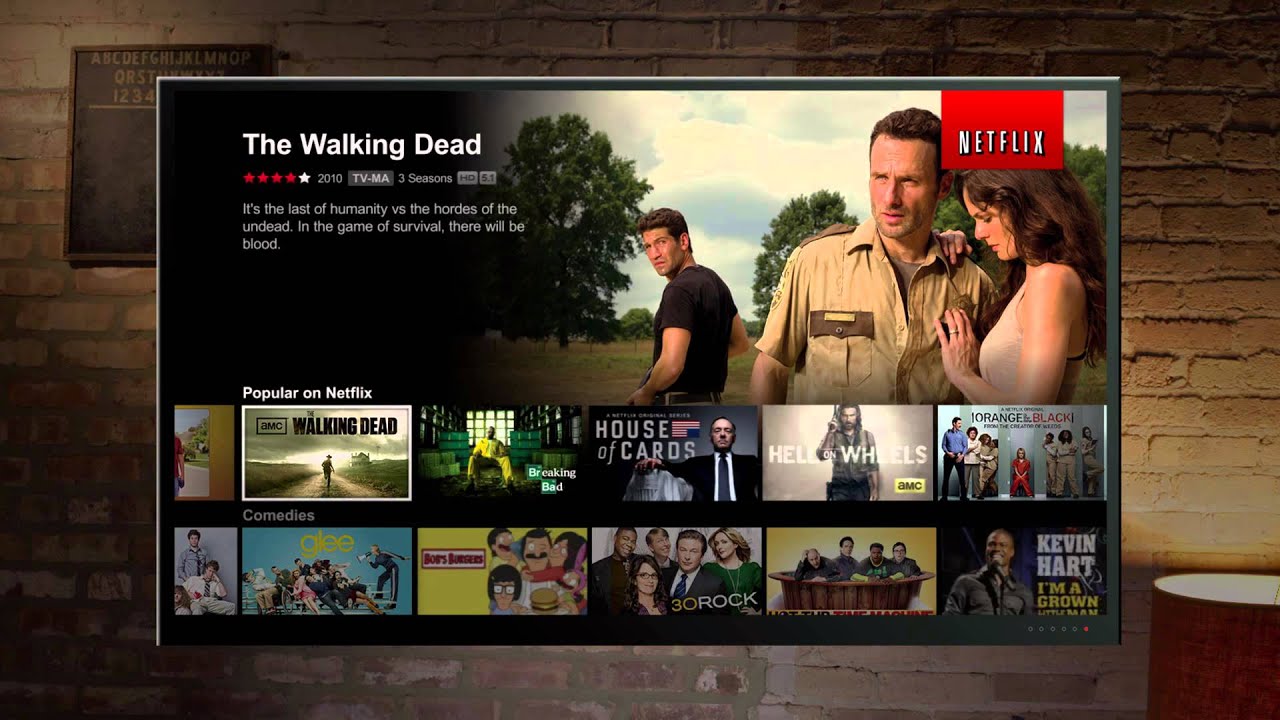 ABCDEFGHIJKLMNOP
QRSTUVWXYZ
1234
The Walking Dead
2010 TV-MA 3 Seasons HD 5.1
It's the last of humanity vs the hordes of the
undead. In the game of survival, there will be
blood.
NETFLIX
Popular on Netflix
amc THE WALKING DEAD
Breaking
Bad
A NETFLIX ORIGINAL SERIES
HOUSE
of CARDS
HELL ON WHEELS
amc
A NETFLIX ORIGINAL
ORANGE IS THE NEW BLACK
FROM THE CREATOR OF WEEDS
Comedies
glee
BOB'S BURGERS
30 ROCK
HOT TUB TIME MACHINE
KEVIN
HART
I'M A
GROWN
LITTLE MAN